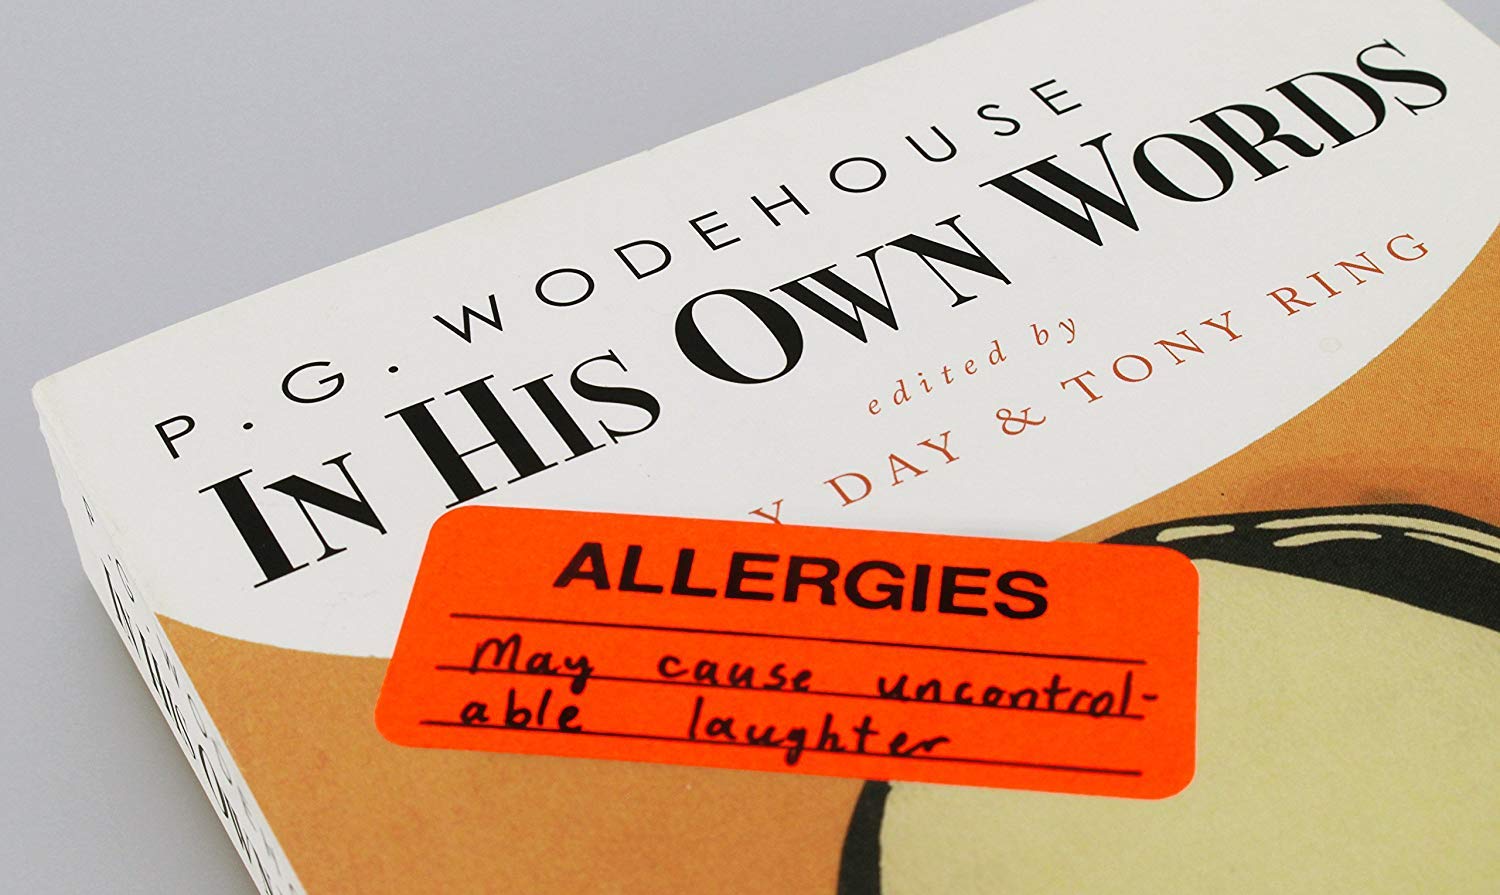 P. G. WODEHOUSE
IN HIS OWN WORDS
edited by
Y DAY & TONY RING
ALLERGIES
May cause uncontrol-
able laughter